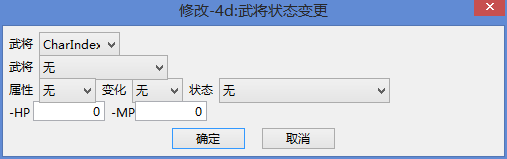 修改-4d:武将状态变更
武将 CharIndex
武将 无
属性 无 变化 无 状态 无
-HP 0 -MP 0
确定 取消